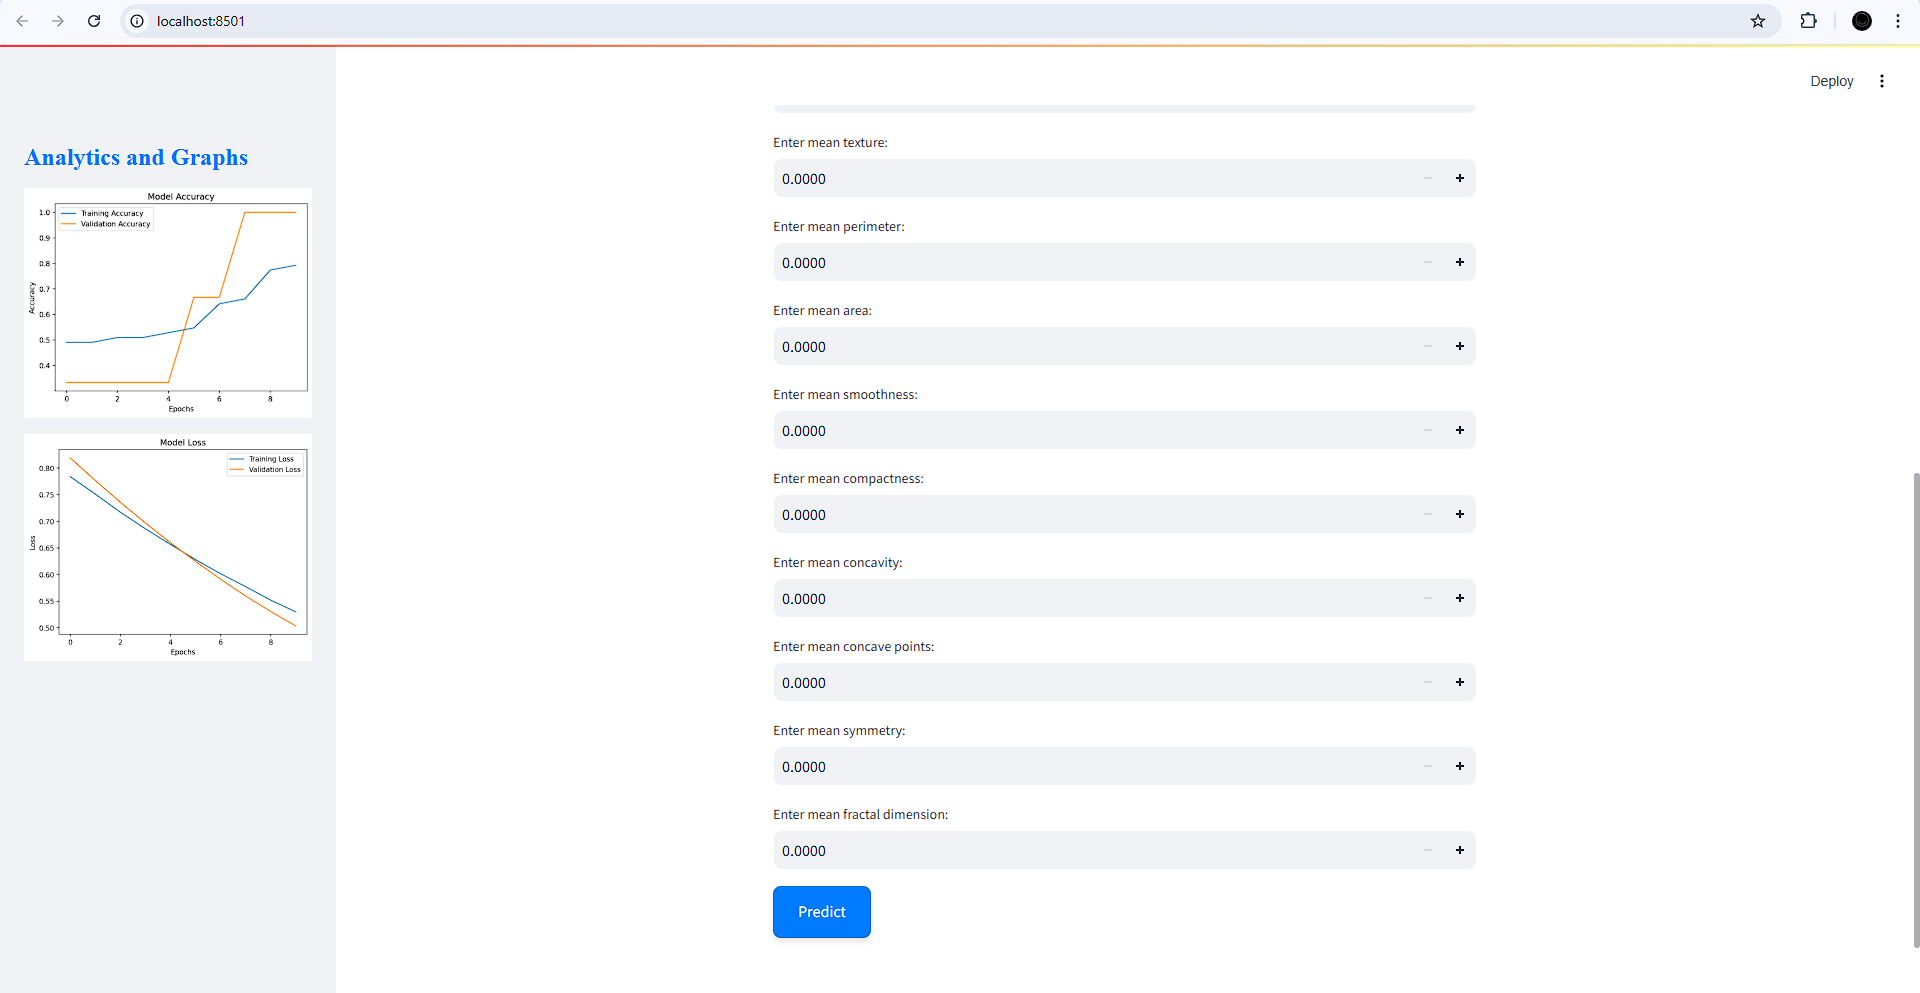 localhost:8501
Deploy
Analytics and Graphs
Model Accuracy
Training Accuracy
Validation Accuracy
1.0
0.9
0.8
0.7
0.6
0.5
0.4
Accuracy
0 2 4 6 8
Epochs
Model Loss
Training Loss
Validation Loss
0.80
0.75
0.70
0.65
0.60
0.55
0.50
Loss
0 2 4 6 8
Epochs
Enter mean texture:
0.0000
Enter mean perimeter:
0.0000
Enter mean area:
0.0000
Enter mean smoothness:
0.0000
Enter mean compactness:
0.0000
Enter mean concavity:
0.0000
Enter mean concave points:
0.0000
Enter mean symmetry:
0.0000
Enter mean fractal dimension:
0.0000
Predict